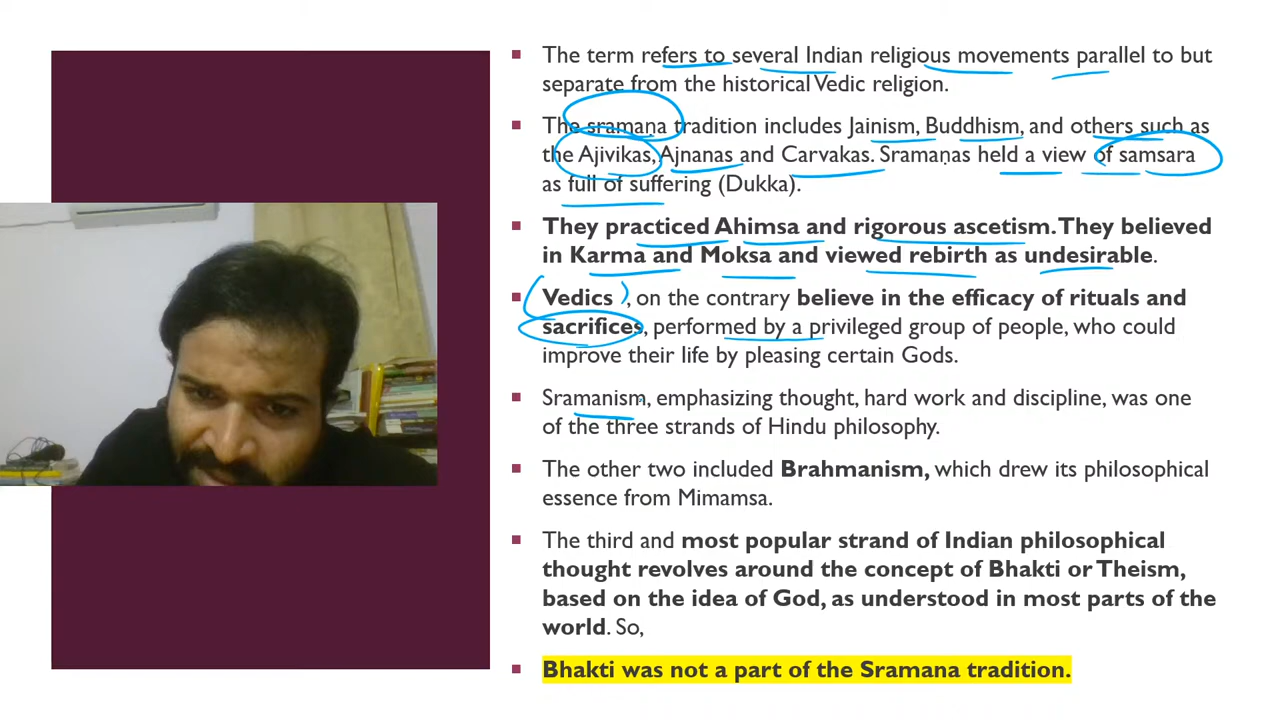 The term refers to several Indian religious movements parallel to but
separate from the historical Vedic religion.
The sramaṇa tradition includes Jainism, Buddhism, and others such as
the Ajivikas, Ajnanas and Carvakas. Sramaṇas held a view of samsara
as full of suffering (Dukka).
They practiced Ahimsa and rigorous ascetism. They believed
in Karma and Moksa and viewed rebirth as undesirable.
Vedics , on the contrary believe in the efficacy of rituals and
sacrifices, performed by a privileged group of people, who could
improve their life by pleasing certain Gods.
Sramanism, emphasizing thought, hard work and discipline, was one
of the three strands of Hindu philosophy.
The other two included Brahmanism, which drew its philosophical
essence from Mimamsa.
The third and most popular strand of Indian philosophical
thought revolves around the concept of Bhakti or Theism,
based on the idea of God, as understood in most parts of the
world. So,
Bhakti was not a part of the Sramana tradition.